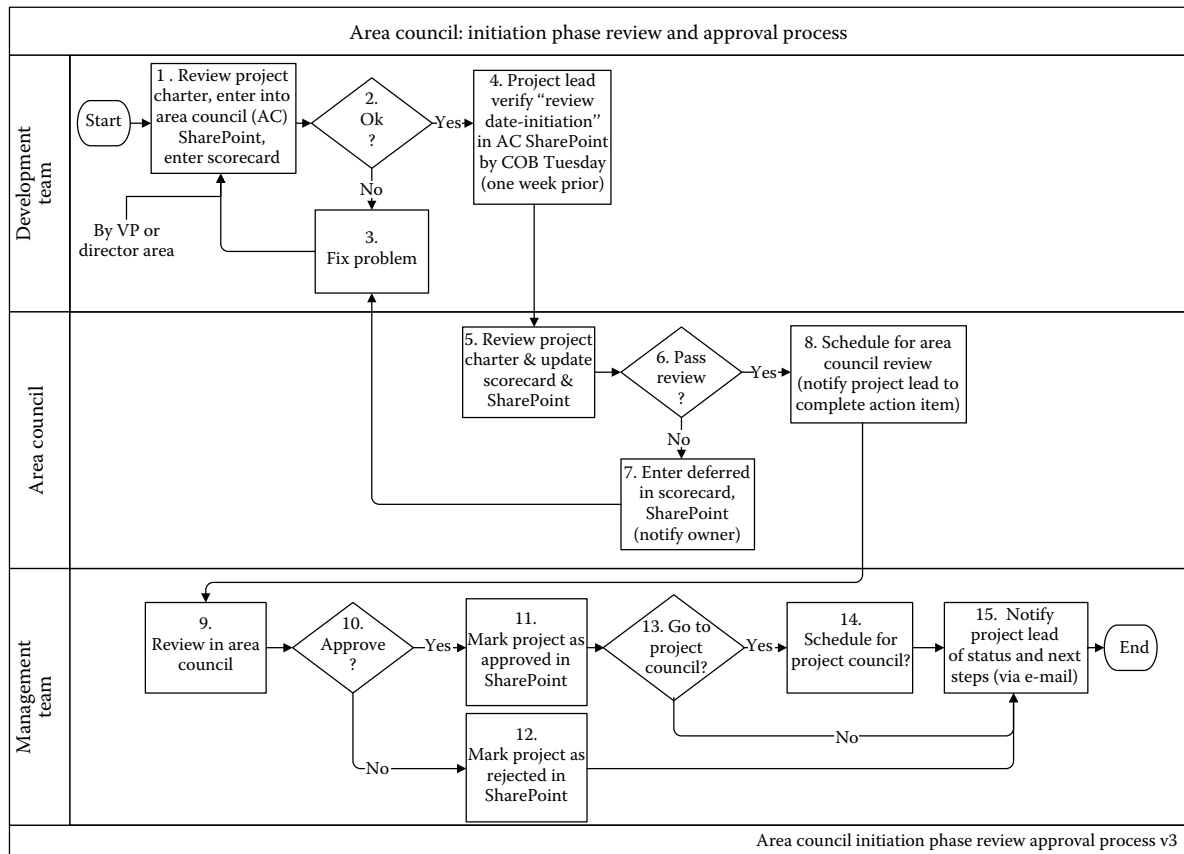 Area council: initiation phase review and approval process
Development
team
Start
1 . Review project
charter, enter into
area council (AC)
SharePoint,
enter scorecard
2.
Ok
?
Yes
4. Project lead
verify “review
date-initiation”
in AC SharePoint
by COB Tuesday
(one week prior)
No
By VP or
director area
3.
Fix problem
Area council
5. Review project
charter & update
scorecard &
SharePoint
6. Pass
review
?
Yes
8. Schedule for area
council review
(notify project lead to
complete action item)
No
7. Enter deferred
in scorecard,
SharePoint
(notify owner)
Management
team
9.
Review in area
council
10.
Approve
?
Yes
11.
Mark project as
approved in
SharePoint
13. Go to
project
council?
Yes
14.
Schedule for
project council?
15. Notify
project lead
of status and next
steps (via e-mail)
End
No
No
12.
Mark project as
rejected in
SharePoint
Area council initiation phase review approval process v3